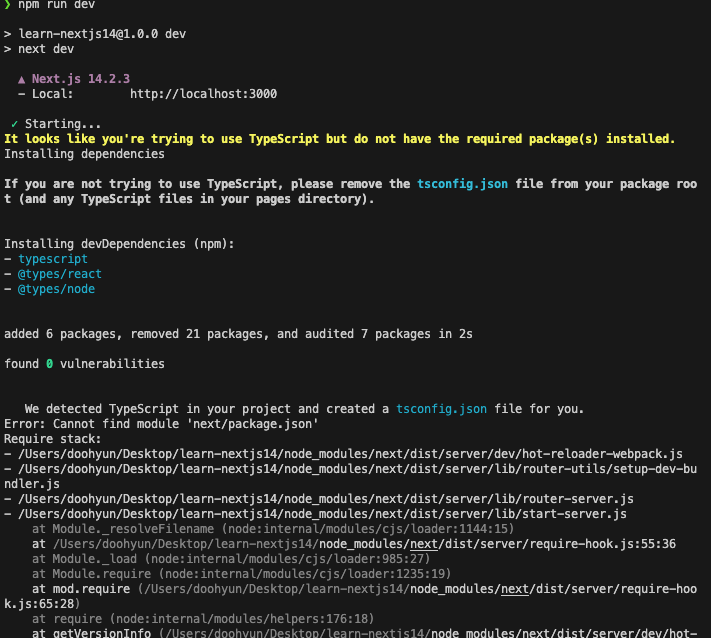 ❯ npm run dev
> learn-nextjs14@1.0.0 dev
> next dev
▲ Next.js 14.2.3
- Local:        http://localhost:3000
✓ Starting...
It looks like you're trying to use TypeScript but do not have the required package(s) installed.
Installing dependencies
If you are not trying to use TypeScript, please remove the tsconfig.json file from your package roo
t (and any TypeScript files in your pages directory).
Installing devDependencies (npm):
- typescript
- @types/react
- @types/node
added 6 packages, removed 21 packages, and audited 7 packages in 2s
found 0 vulnerabilities
We detected TypeScript in your project and created a tsconfig.json file for you.
Error: Cannot find module 'next/package.json'
Require stack:
- /Users/doohyun/Desktop/learn-nextjs14/node_modules/next/dist/server/dev/hot-reloader-webpack.js
- /Users/doohyun/Desktop/learn-nextjs14/node_modules/next/dist/server/lib/router-utils/setup-dev-bu
ndler.js
- /Users/doohyun/Desktop/learn-nextjs14/node_modules/next/dist/server/lib/router-server.js
- /Users/doohyun/Desktop/learn-nextjs14/node_modules/next/dist/server/lib/start-server.js
at Module._resolveFilename (node:internal/modules/cjs/loader:1144:15)
at /Users/doohyun/Desktop/learn-nextjs14/node_modules/next/dist/server/require-hook.js:55:36
at Module._load (node:internal/modules/cjs/loader:985:27)
at Module.require (node:internal/modules/cjs/loader:1235:19)
at mod.require (/Users/doohyun/Desktop/learn-nextjs14/node_modules/next/dist/server/require-hoo
k.js:65:28)
at require (node:internal/modules/helpers:176:18)
at getVersionInfo (/Users/doohyun/Desktop/learn-nextjs14/node_modules/next/dist/server/dev/hot-